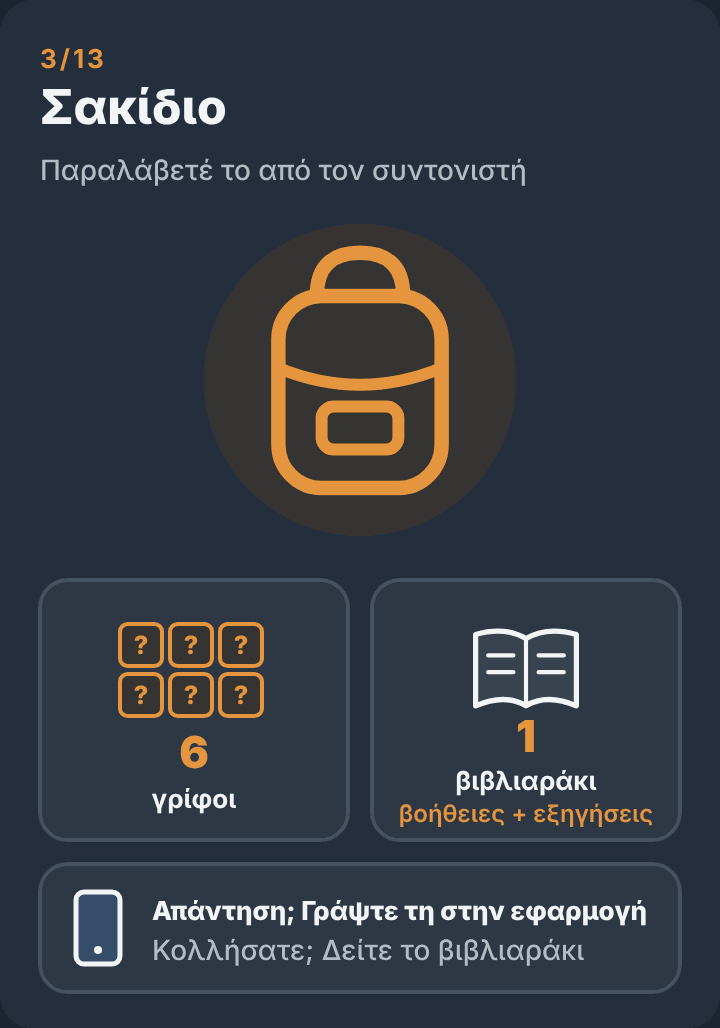 3/13
Σακίδιο
Παραλάβετέ το από τον συντονιστή
? ? ?
? ? ?
6
γρίφοι
1
βιβλιαράκι
βοήθειες + εξηγήσεις
Απάντηση; Γράψτε τη στην εφαρμογή
Κολλήσατε; Δείτε το βιβλιαράκι